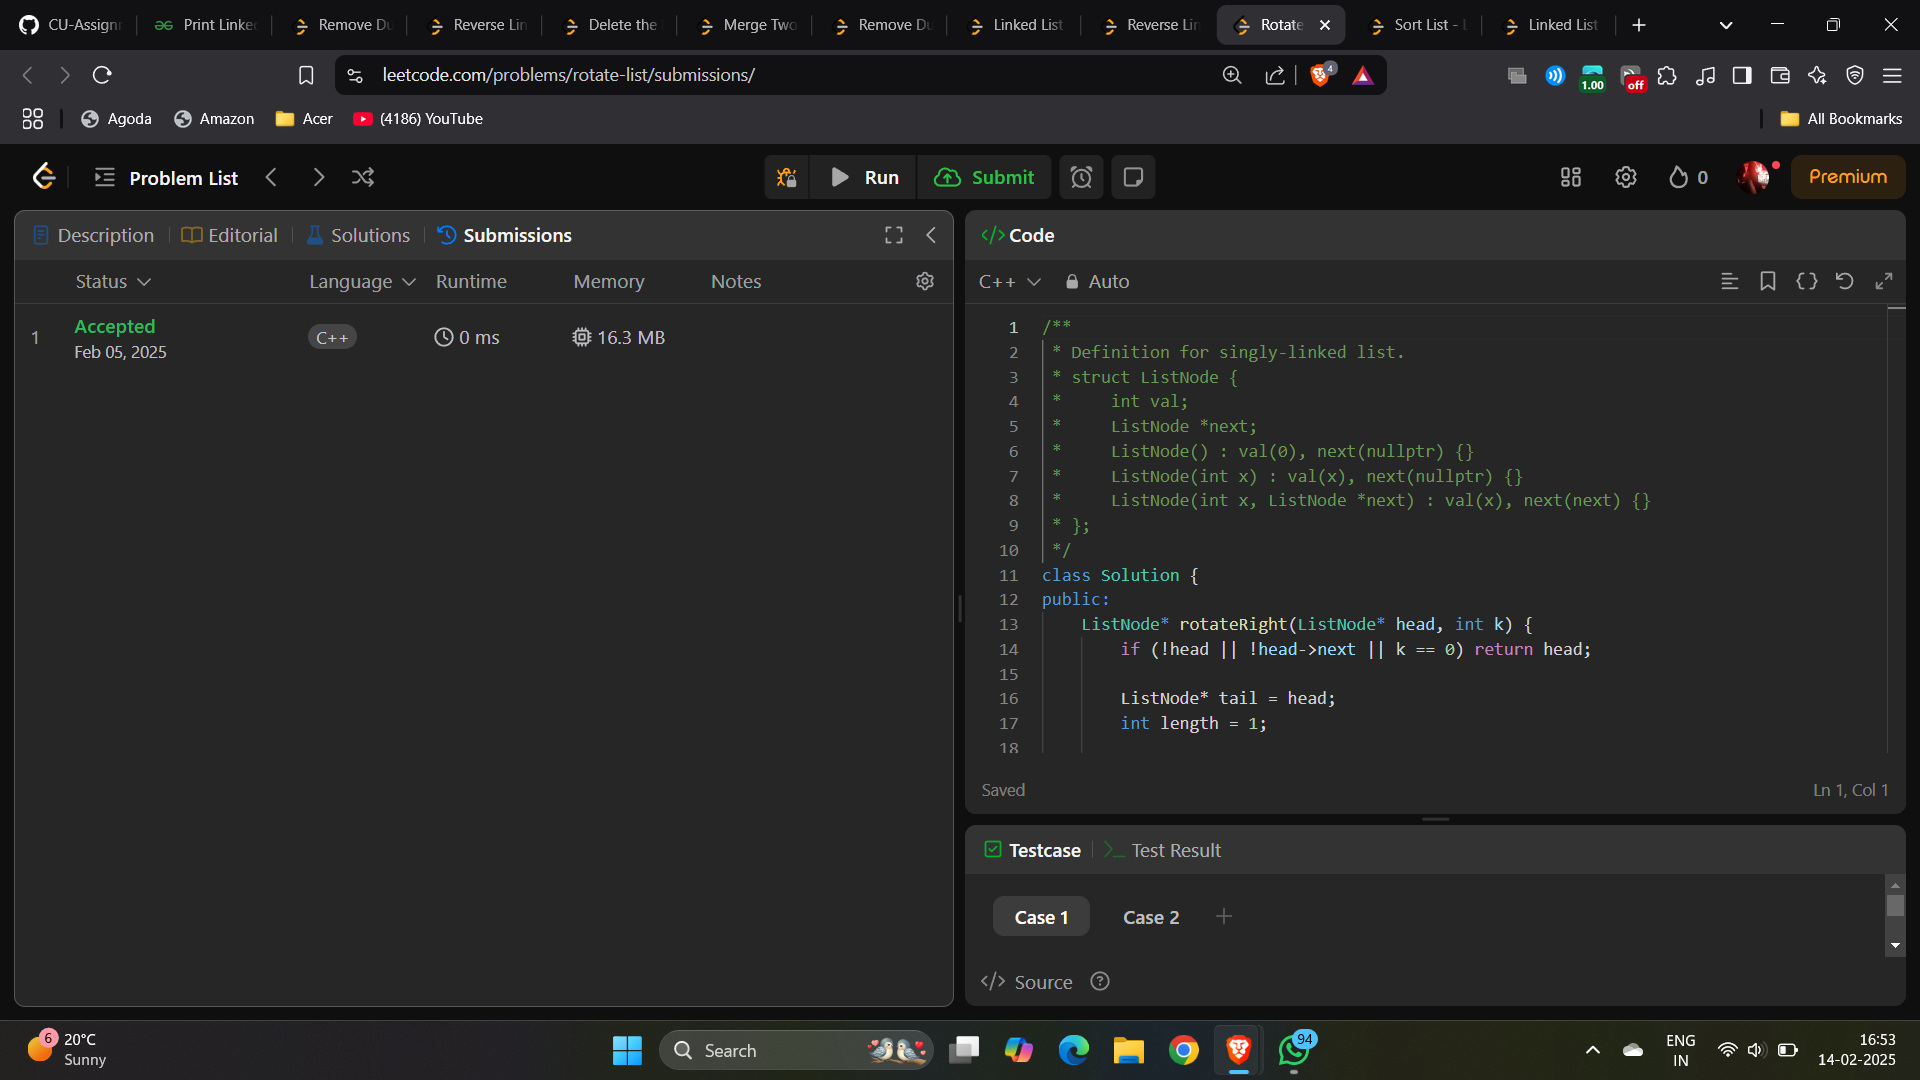 CU-Assignm
Print Linked
Remove Du
Reverse Lin
Delete the
Merge Two
Remove Du
Linked List
Reverse Lin
Rotate
Sort List - L
Linked List
leetcode.com/problems/rotate-list/submissions/
4
1.00
off
Agoda
Amazon
Acer
(4186) YouTube
All Bookmarks
Problem List
Run
Submit
0
Premium
Description
Editorial
Solutions
Submissions
Status
Language
Runtime
Memory
Notes
1
Accepted
Feb 05, 2025
C++
0 ms
16.3 MB
</> Code
C++
Auto
1 /**
2 * Definition for singly-linked list.
3 * struct ListNode {
4 *     int val;
5 *     ListNode *next;
6 *     ListNode() : val(0), next(nullptr) {}
7 *     ListNode(int x) : val(x), next(nullptr) {}
8 *     ListNode(int x, ListNode *next) : val(x), next(next) {}
9 * };
10 */
11 class Solution {
12 public:
13     ListNode* rotateRight(ListNode* head, int k) {
14         if (!head || !head->next || k == 0) return head;
15
16         ListNode* tail = head;
17         int length = 1;
18
Saved
Ln 1, Col 1
Testcase
Test Result
Case 1
Case 2
</> Source
6
20°C
Sunny
Search
94
ENG
IN
16:53
14-02-2025